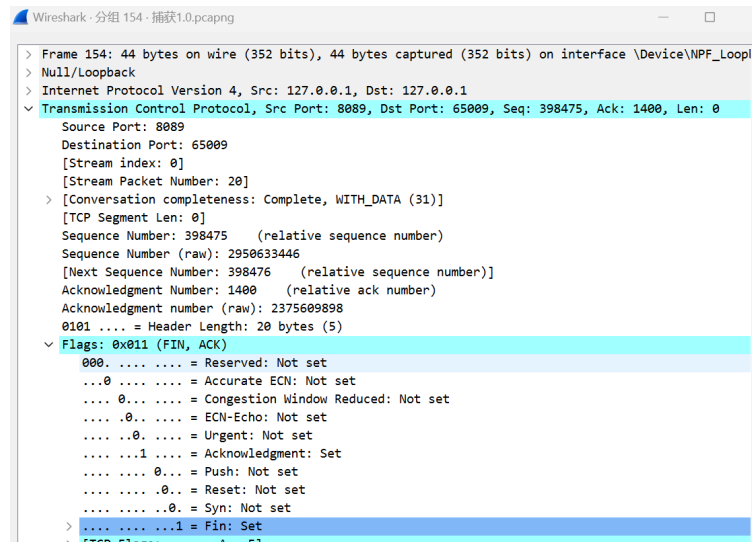 Wireshark · 分组 154 · 捕获1.0.pcapng
Frame 154: 44 bytes on wire (352 bits), 44 bytes captured (352 bits) on interface \Device\NPF_Loopl
Null/Loopback
Internet Protocol Version 4, Src: 127.0.0.1, Dst: 127.0.0.1
Transmission Control Protocol, Src Port: 8089, Dst Port: 65009, Seq: 398475, Ack: 1400, Len: 0
Source Port: 8089
Destination Port: 65009
[Stream index: 0]
[Stream Packet Number: 20]
[Conversation completeness: Complete, WITH_DATA (31)]
[TCP Segment Len: 0]
Sequence Number: 398475    (relative sequence number)
Sequence Number (raw): 2950633446
[Next Sequence Number: 398476    (relative sequence number)]
Acknowledgment Number: 1400    (relative ack number)
Acknowledgment number (raw): 2375609898
0101 .... = Header Length: 20 bytes (5)
Flags: 0x011 (FIN, ACK)
000. .... .... = Reserved: Not set
...0 .... .... = Accurate ECN: Not set
.... 0... .... = Congestion Window Reduced: Not set
.... .0.. .... = ECN-Echo: Not set
.... ..0. .... = Urgent: Not set
.... ...1 .... = Acknowledgment: Set
.... .... 0... = Push: Not set
.... .... .0.. = Reset: Not set
.... .... ..0. = Syn: Not set
.... .... ...1 = Fin: Set